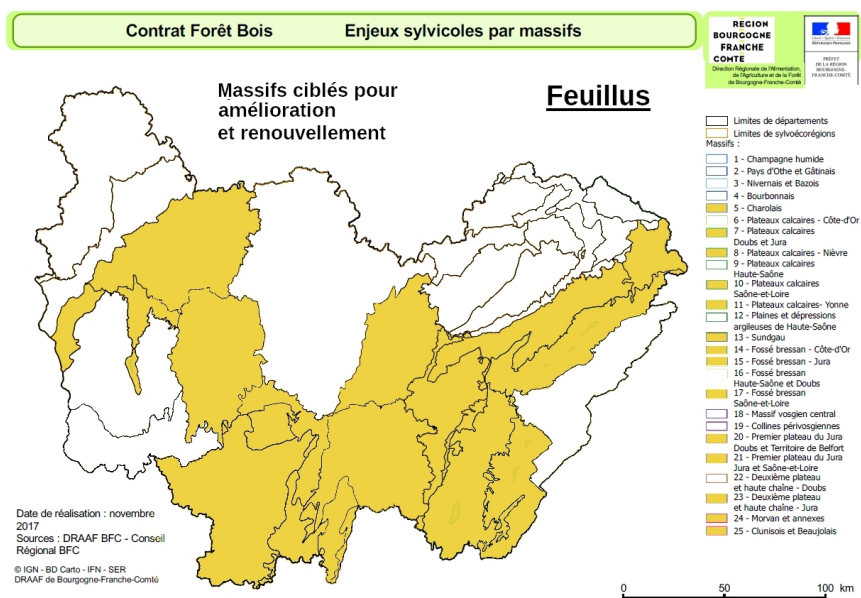 Contrat Forêt Bois Enjeux sylvicoles par massifs
RÉGION
BOURGOGNE
FRANCHE
COMTÉ
PRÉFET
DE LA RÉGION
BOURGOGNE-
FRANCHE-COMTÉ
Direction Régionale de l'Alimentation,
de l'Agriculture et de la Forêt
de Bourgogne-Franche-Comté
Massifs ciblés pour
amélioration
et renouvellement
Feuillus
Limites de départements
Limites de sylvoécorégions
Massifs :
1 - Champagne humide
2 - Pays d'Othe et Gâtinais
3 - Nivernais et Bazois
4 - Bourbonnais
5 - Charolais
6 - Plateaux calcaires - Côte-d'Or
7 - Plateaux calcaires
Doubs et Jura
8 - Plateaux calcaires - Nièvre
9 - Plateaux calcaires
Haute-Saône
10 - Plateaux calcaires
Saône-et-Loire
11 - Plateaux calcaires- Yonne
12 - Plaines et dépressions
argileuses de Haute-Saône
13 - Sundgau
14 - Fossé bressan - Côte-d'Or
15 - Fossé bressan - Jura
16 - Fossé bressan
Haute-Saône et Doubs
17 - Fossé bressan
Saône-et-Loire
18 - Massif vosgien central
19 - Collines périvosgiennes
20 - Premier plateau du Jura
Doubs et Territoire de Belfort
21 - Premier plateau du Jura
Jura et Saône-et-Loire
22 - Deuxième plateau
et haute chaîne - Doubs
23 - Deuxième plateau
et haute chaîne - Jura
24 - Morvan et annexes
25 - Clunisois et Beaujolais
Date de réalisation : novembre
2017
Sources : DRAAF BFC - Conseil
Régional BFC
© IGN - BD Carto - IFN - SER
DRAAF de Bourgogne-Franche-Comté
0 50 100 km